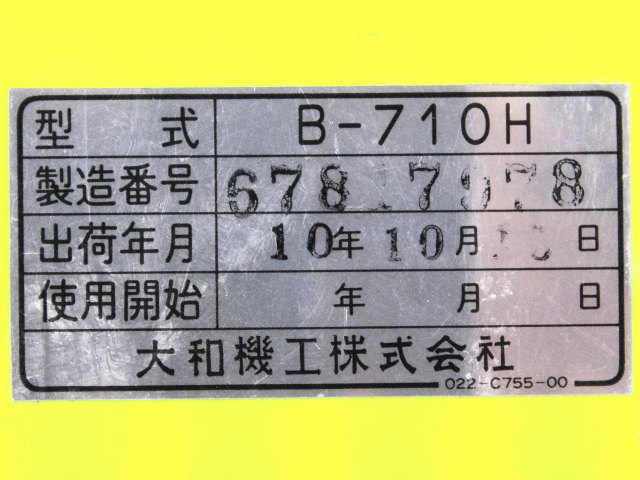 型式 B-710H
製造番号 678
出荷年月 10年10月 日
使用開始 年 月 日
大和機工株式会社
022-C755-00